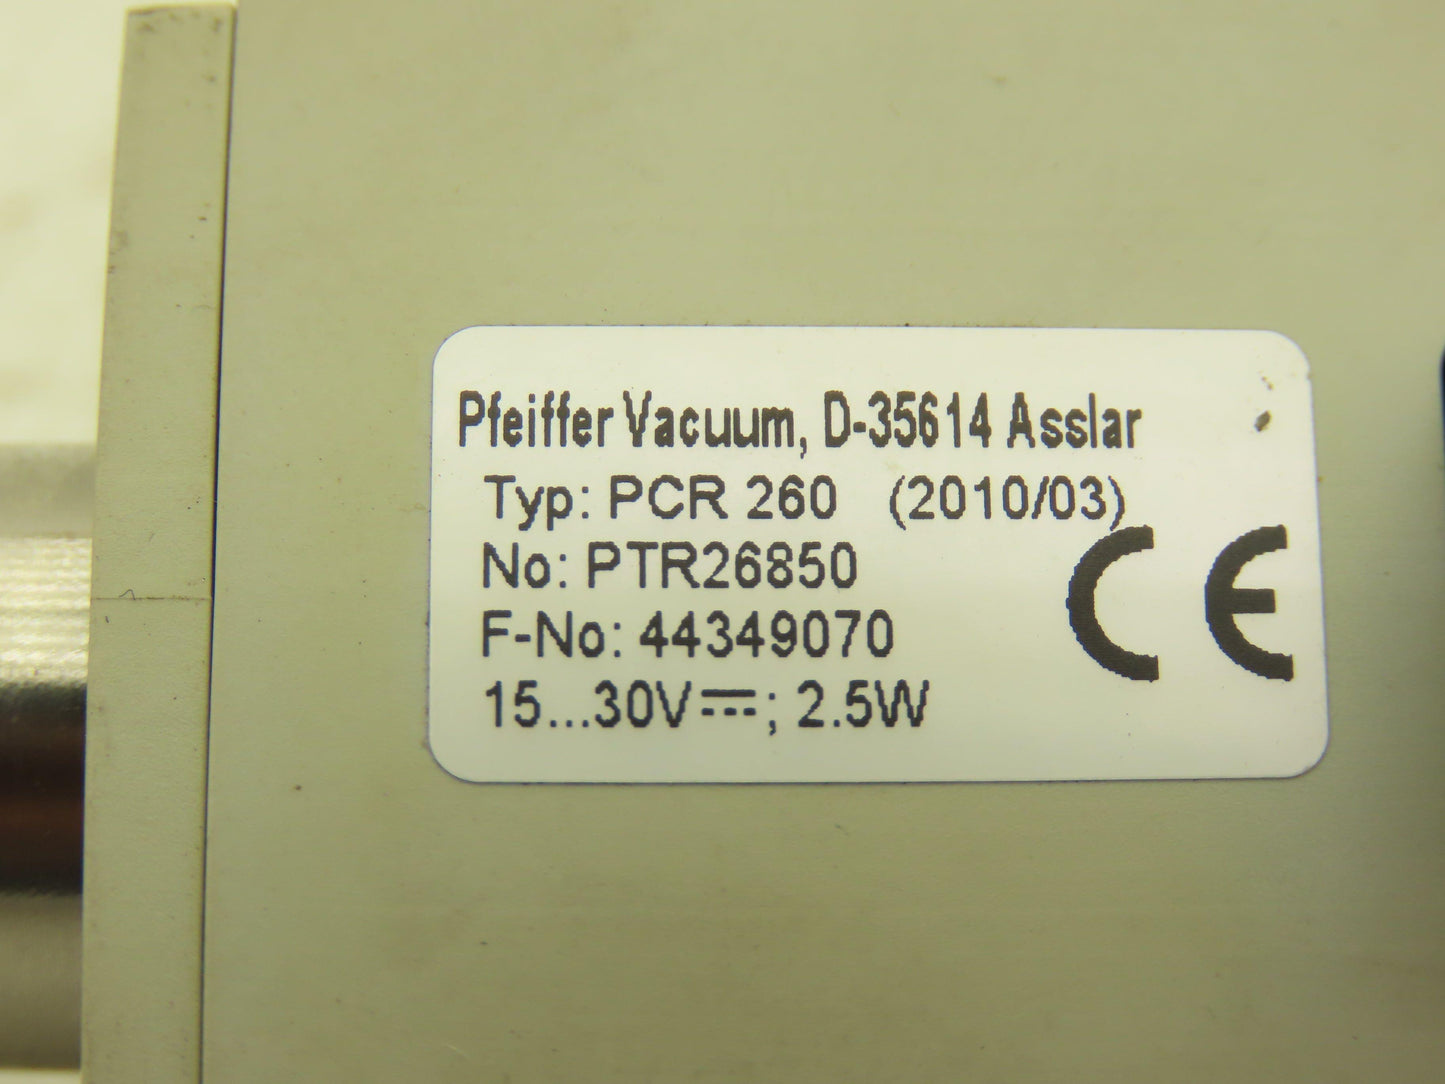 Pfeiffer Vacuum, D-35614 Asslar
Typ: PCR 260 (2010/03)
No: PTR26850
F-No: 44349070
15...30V⎓; 2.5W
CE